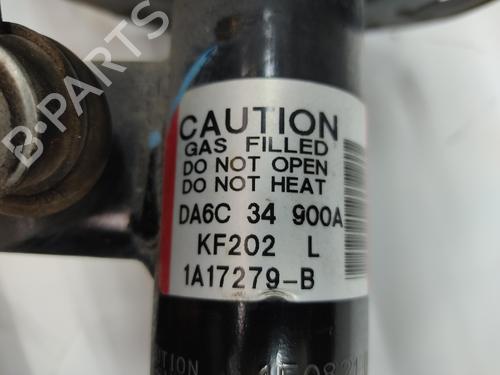 B-PARTS
CAUTION
GAS FILLED
DO NOT OPEN
DO NOT HEAT
DA6C 34 900A
KF202 L
1A17279-B